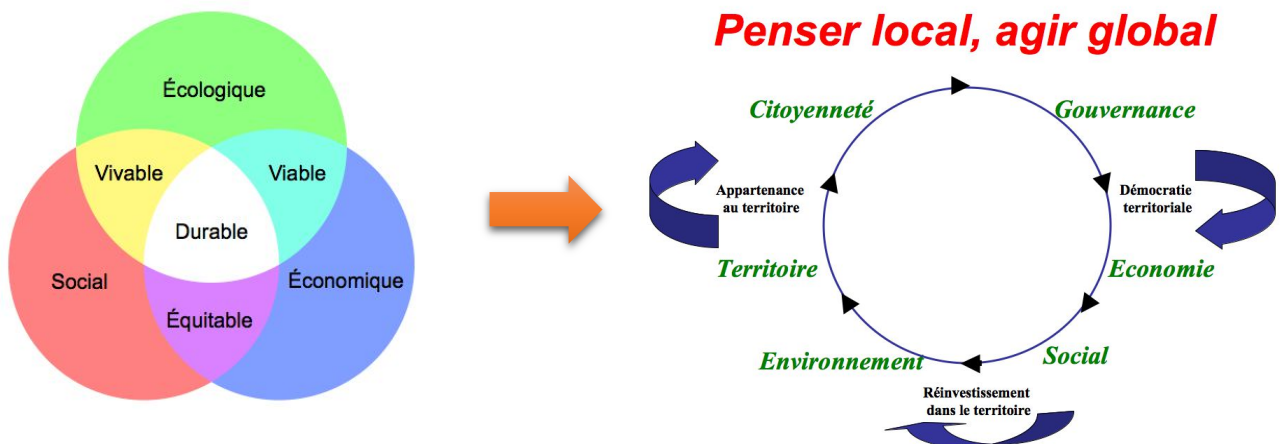 Écologique
Vivable
Viable
Durable
Social
Économique
Équitable
Penser local, agir global
Citoyenneté
Gouvernance
Appartenance
au territoire
Démocratie
territoriale
Territoire
Economie
Environnement
Social
Réinvestissement
dans le territoire